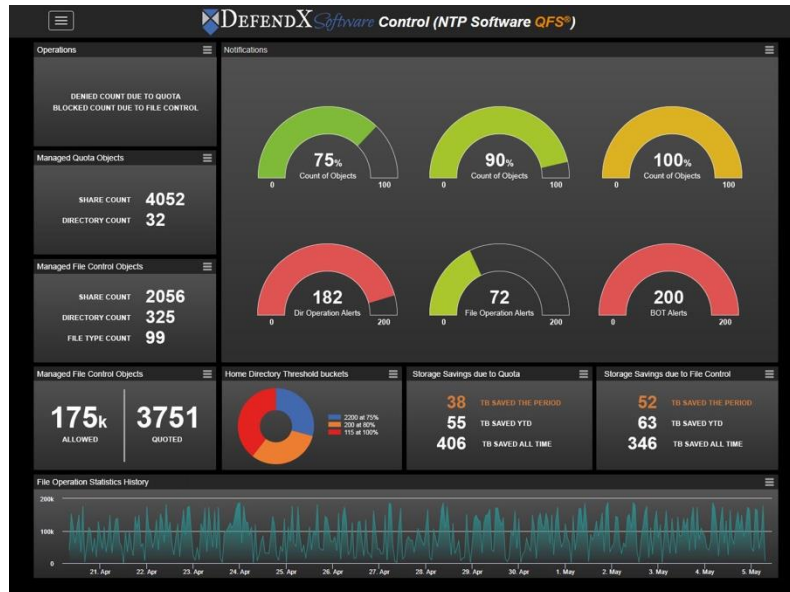 DEFENDX Software Control (NTP Software QFS®)
Operations
DENIED COUNT DUE TO QUOTA
BLOCKED COUNT DUE TO FILE CONTROL
Notifications
75%
Count of Objects
0 100
90%
Count of Objects
0 100
100%
Count of Objects
0 100
182
Dir Operation Alerts
0 200
72
File Operation Alerts
0 200
200
BOT Alerts
0 200
Managed Quota Objects
SHARE COUNT 4052
DIRECTORY COUNT 32
Managed File Control Objects
SHARE COUNT 2056
DIRECTORY COUNT 325
FILE TYPE COUNT 99
Managed File Control Objects
175k
ALLOWED
3751
QUOTED
Home Directory Threshold buckets
2200 at 75%
200 at 80%
115 at 100%
Storage Savings due to Quota
38 TB SAVED THE PERIOD
55 TB SAVED YTD
406 TB SAVED ALL TIME
Storage Savings due to File Control
52 TB SAVED THE PERIOD
63 TB SAVED YTD
346 TB SAVED ALL TIME
File Operation Statistics History
200k
100k
0
21. Apr 22. Apr 23. Apr 24. Apr 25. Apr 26. Apr 27. Apr 28. Apr 29. Apr 30. Apr 1. May 2. May 3. May 4. May 5. May